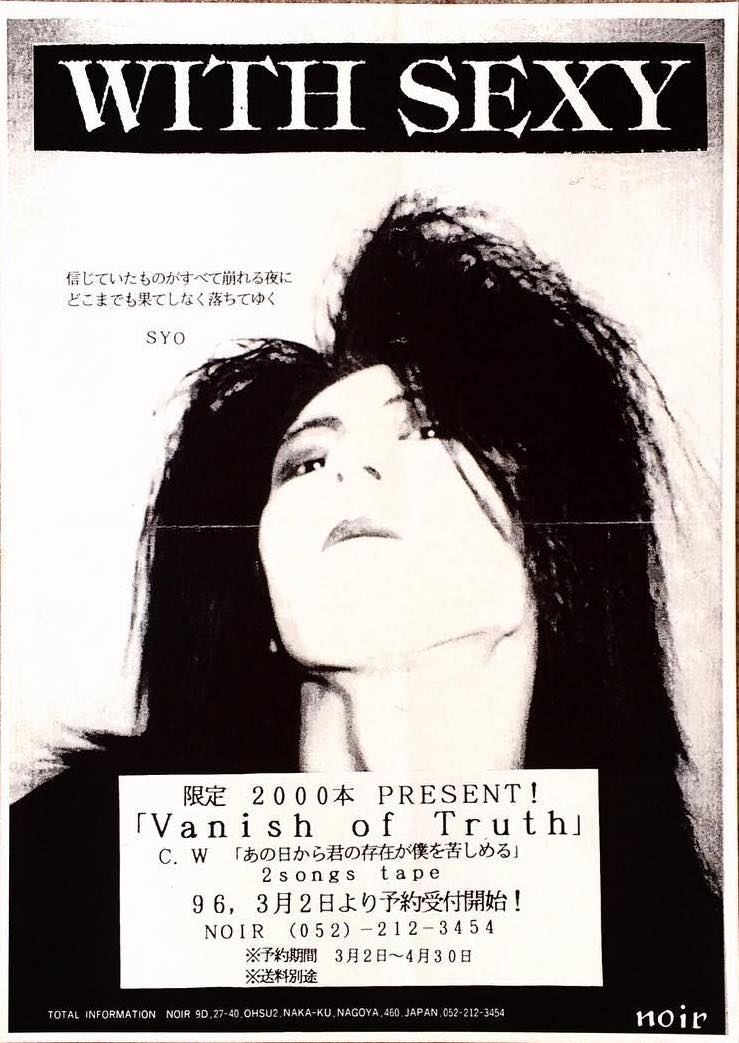 WITH SEXY
信じていたものがすべて崩れる夜に
どこまでも果てしなく落ちてゆく
SYO
限定 2000本 PRESENT!
「Vanish of Truth」
C. W 「あの日から君の存在が僕を苦しめる」
2songs tape
96, 3月2日より予約受付開始!
NOIR (052)-212-3454
※予約期間 3月2日~4月30日
※送料別途
TOTAL INFORMATION NOIR 9D,27-40,OHSU2,NAKA-KU,NAGOYA,460.JAPAN,052-212-3454
noir